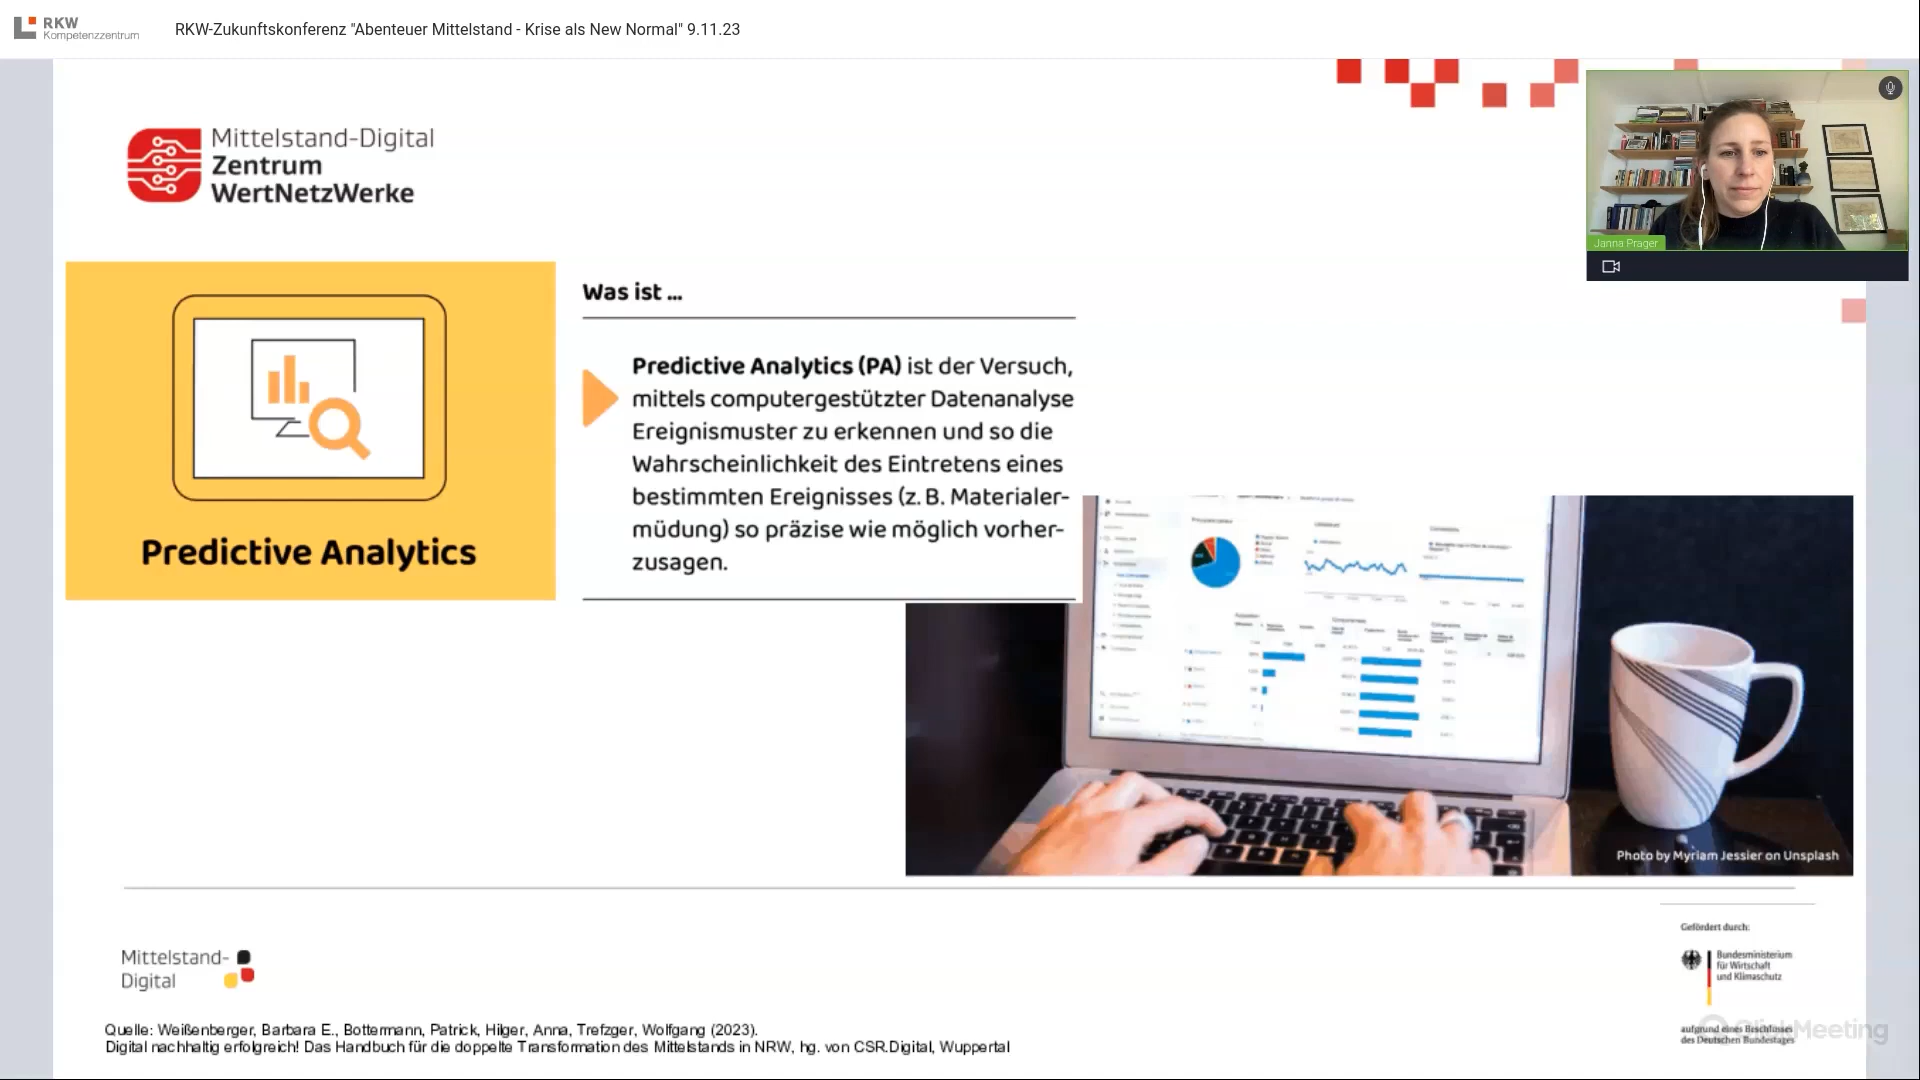 RKW
Kompetenzzentrum
RKW-Zukunftskonferenz "Abenteuer Mittelstand - Krise als New Normal" 9.11.23
Mittelstand-Digital
Zentrum
WertNetzWerke
Janna Prager
Predictive Analytics
Was ist ...
Predictive Analytics (PA) ist der Versuch,
mittels computergestützter Datenanalyse
Ereignismuster zu erkennen und so die
Wahrscheinlichkeit des Eintretens eines
bestimmten Ereignisses (z. B. Materialer-
müdung) so präzise wie möglich vorher-
zusagen.
Photo by Myriam Jessier on Unsplash
Mittelstand-
Digital
Gefördert durch:
Bundesministerium
für Wirtschaft
und Klimaschutz
aufgrund eines Beschlusses
des Deutschen Bundestages
ClickMeeting
Quelle: Weißenberger, Barbara E., Bottermann, Patrick, Hilger, Anna, Trefzger, Wolfgang (2023).
Digital nachhaltig erfolgreich! Das Handbuch für die doppelte Transformation des Mittelstands in NRW, hg. von CSR.Digital, Wuppertal